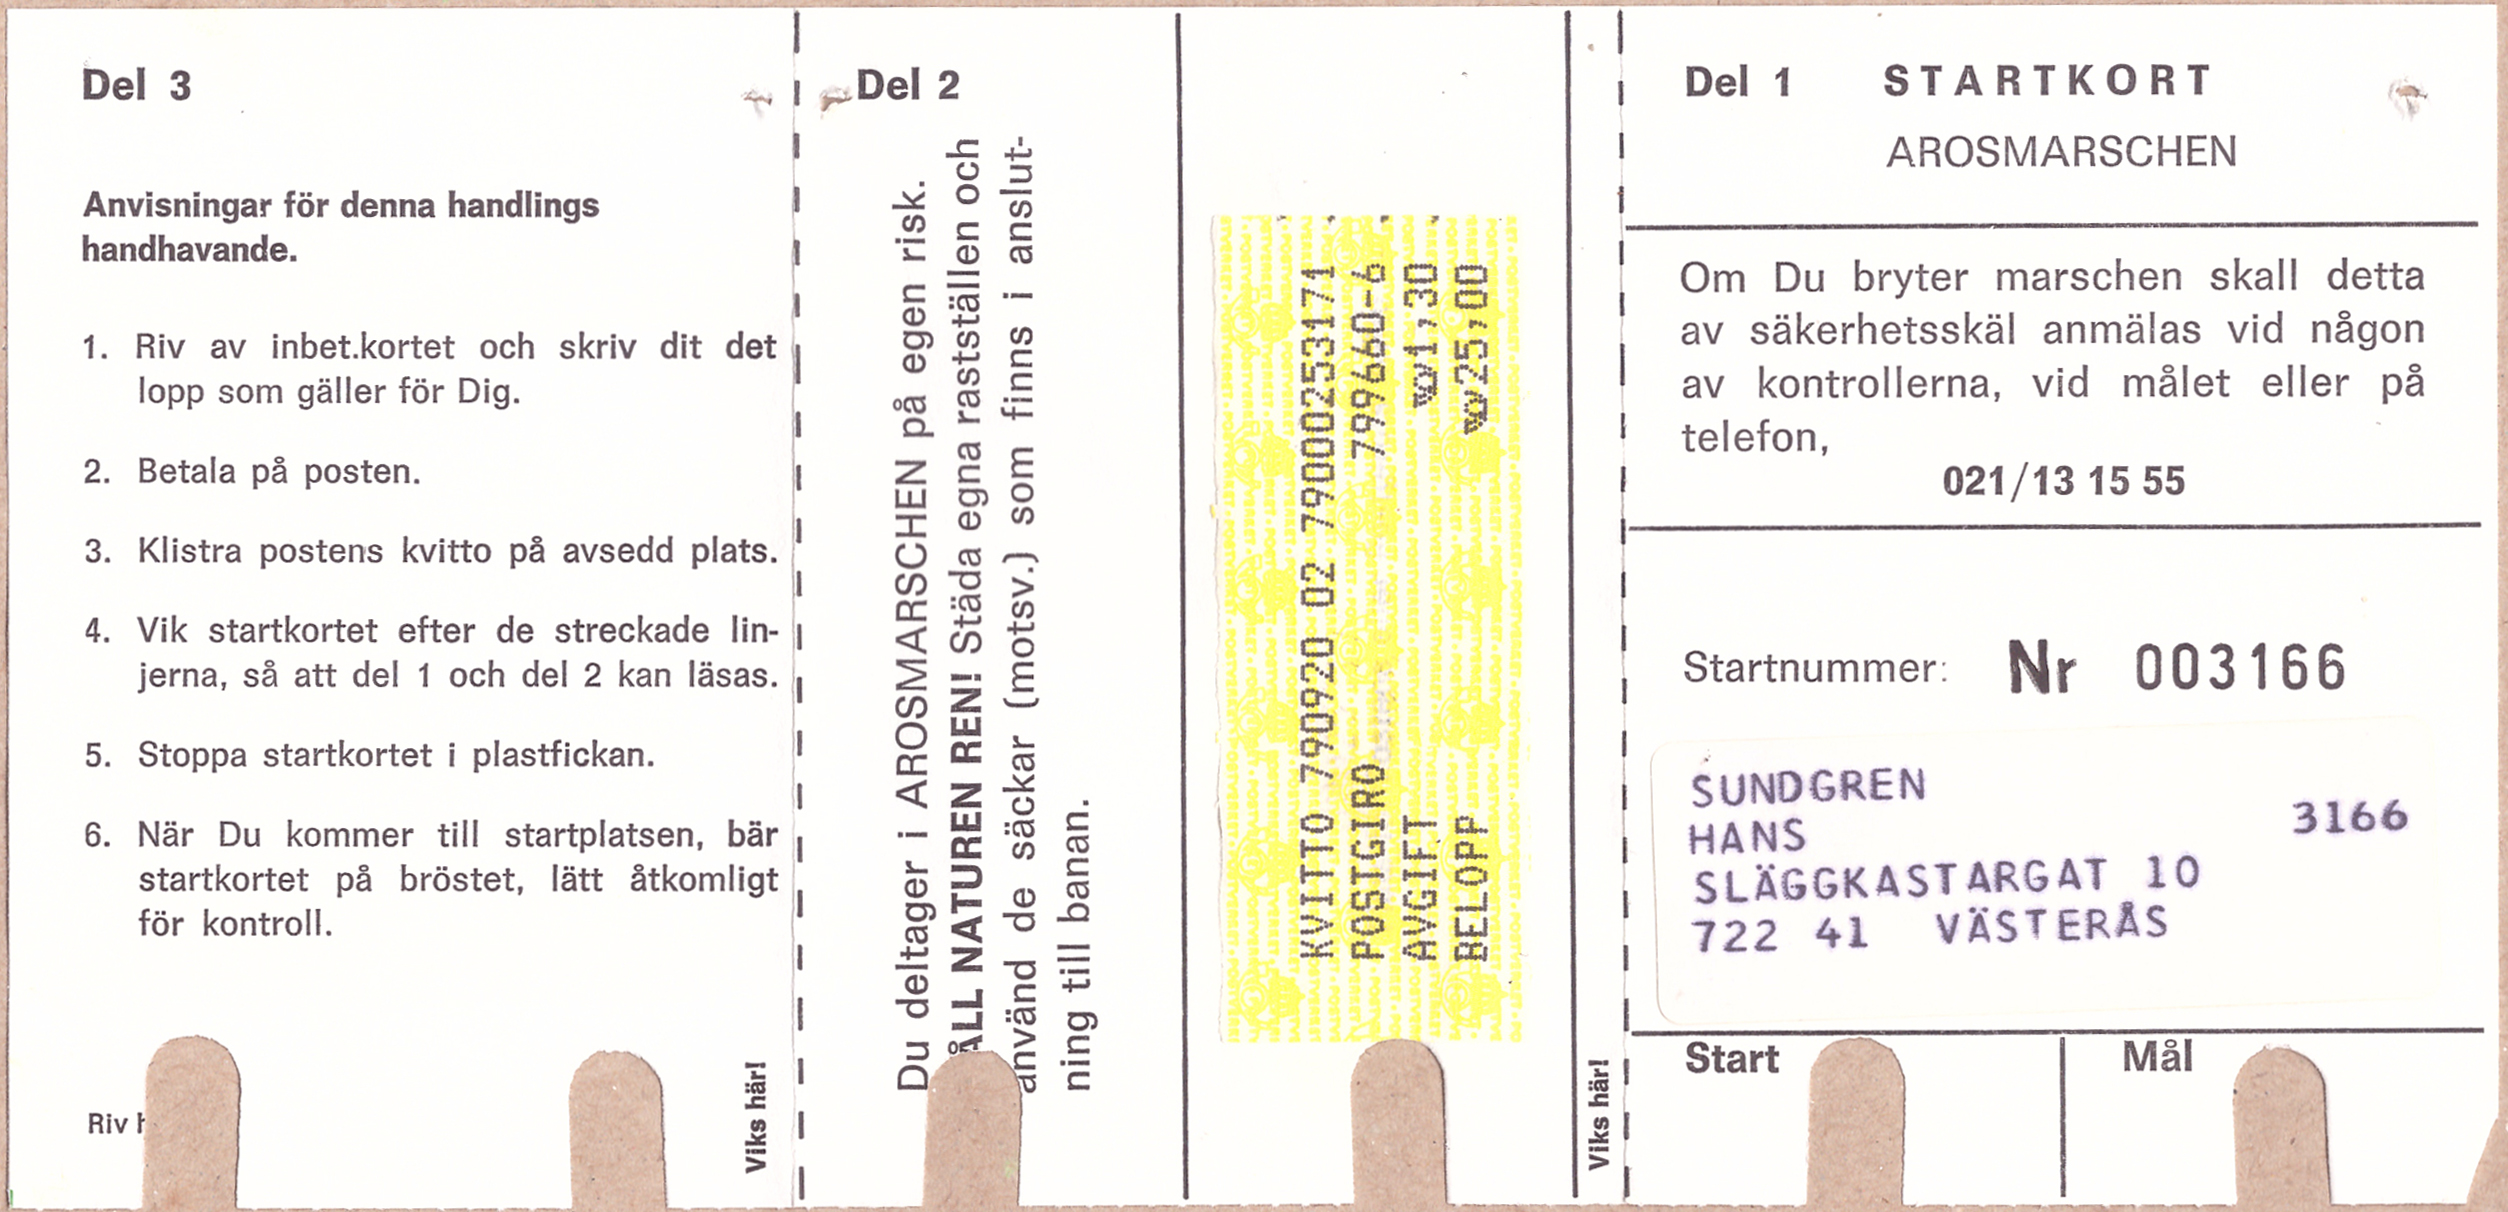 Del 3
Anvisningar för denna handlings
handhavande.
1. Riv av inbet.kortet och skriv dit det
lopp som gäller för Dig.
2. Betala på posten.
3. Klistra postens kvitto på avsedd plats.
4. Vik startkortet efter de streckade lin-
jerna, så att del 1 och del 2 kan läsas.
5. Stoppa startkortet i plastfickan.
6. När Du kommer till startplatsen, bär
startkortet på bröstet, lätt åtkomligt
för kontroll.
Riv
Viks här!
Del 2
Du deltager i AROSMARSCHEN på egen risk.
ÅLL NATUREN REN! Städa egna rastställen och
använd de säckar (motsv.) som finns i anslut-
ning till banan.
KVITTO 790920 02 79000253171
POSTGIRO 799660-6
AVGIFT 1,30
BELOPP 25,00
Viks här!
Del 1 STARTKORT
AROSMARSCHEN
Om Du bryter marschen skall detta
av säkerhetsskäl anmälas vid någon
av kontrollerna, vid målet eller på
telefon,
021/13 15 55
Startnummer: Nr 003166
SUNDGREN
HANS 3166
SLÄGGKASTARGAT 10
722 41 VÄSTERÅS
Start Mål